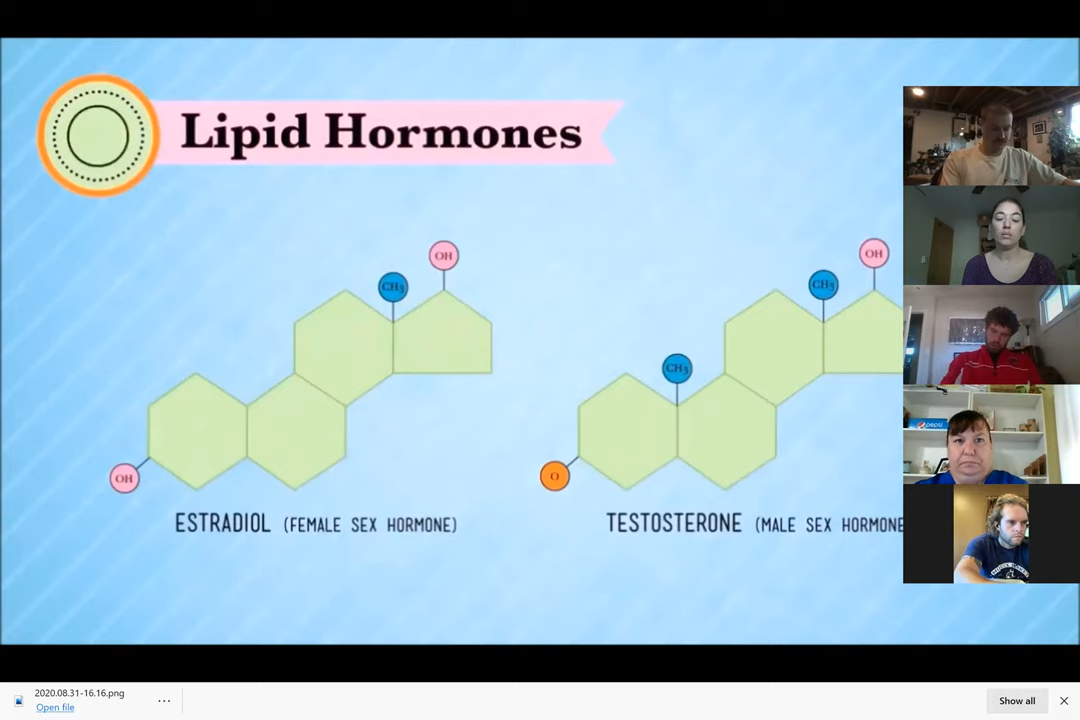 Lipid Hormones
OH
CH₃
OH
ESTRADIOL (FEMALE SEX HORMONE)
OH
CH₃
CH₃
O
TESTOSTERONE (MALE SEX HORMONE
pepsi
2020.08.31-16.16.png
Open file
...
Show all